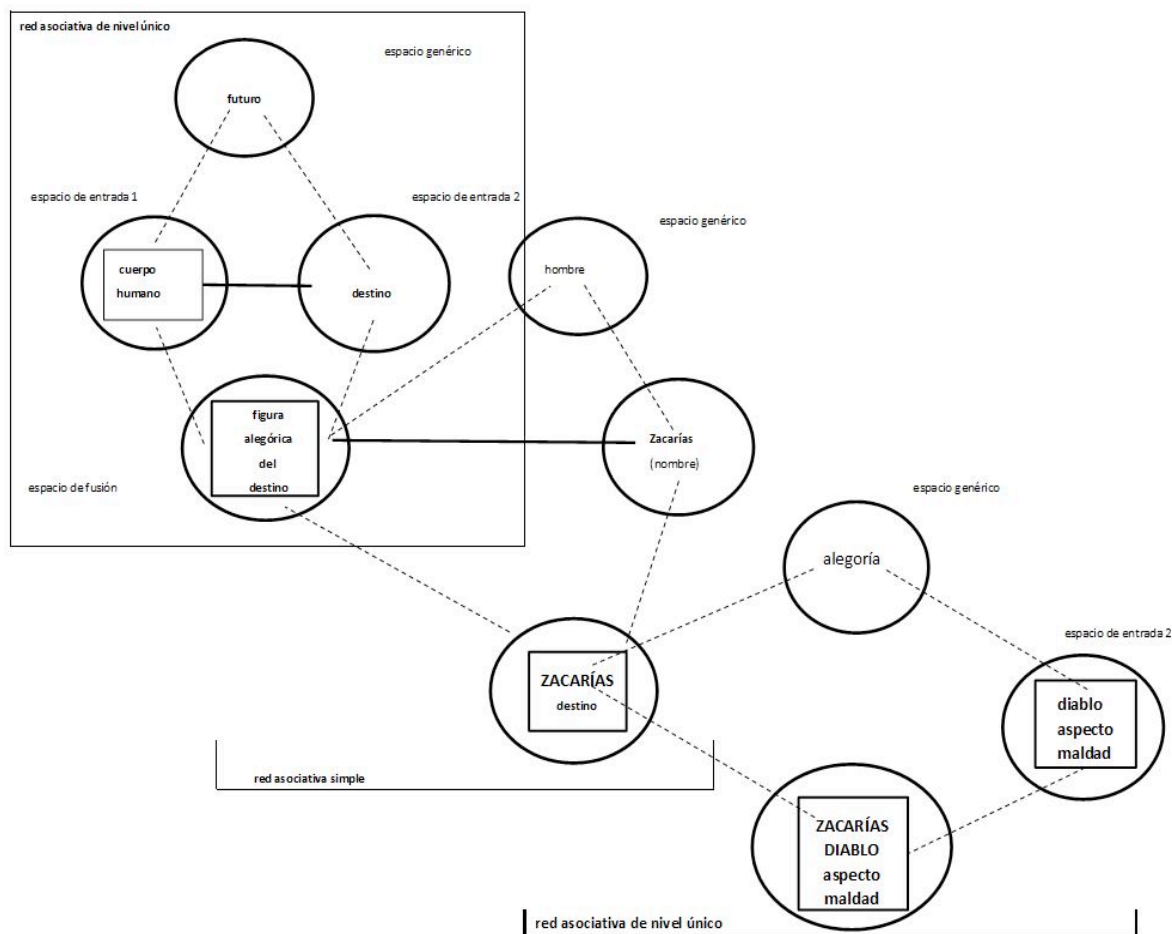 red asociativa de nivel único
espacio genérico
futuro
espacio de entrada 1
espacio de entrada 2
espacio genérico
cuerpo
humano
destino
hombre
figura
alegórica
del
destino
Zacarías
(nombre)
espacio de fusión
espacio genérico
alegoría
espacio de entrada 2
ZACARÍAS
destino
diablo
aspecto
maldad
red asociativa simple
ZACARÍAS
DIABLO
aspecto
maldad
red asociativa de nivel único